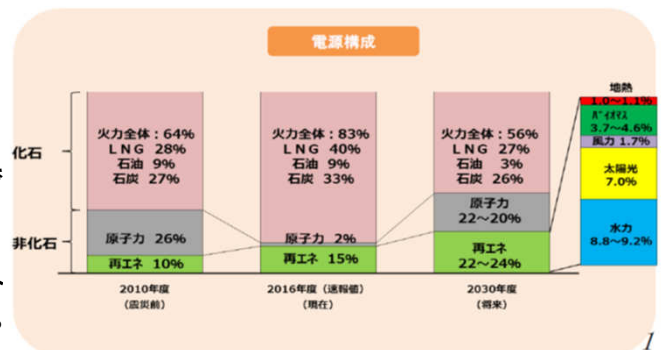 電源構成
化石
非化石
火力全体:64%
LNG 28%
石油 9%
石炭 27%
原子力 26%
再エネ 10%
2010年度
(震災前)
火力全体:83%
LNG 40%
石油 9%
石炭 33%
原子力 2%
再エネ 15%
2016年度(速報値)
(現在)
火力全体:56%
LNG 27%
石油 3%
石炭 26%
原子力
22~20%
再エネ
22~24%
2030年度
(将来)
地熱
1.0~1.1%
バイオマス
3.7~4.6%
風力 1.7%
太陽光
7.0%
水力
8.8~9.2%
1